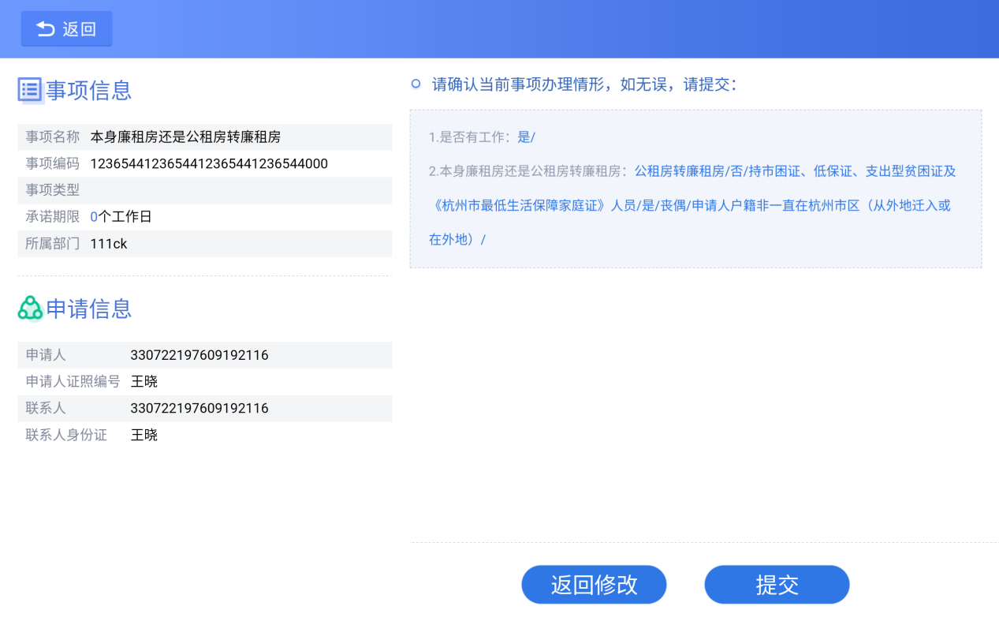 返回
事项信息
事项名称 本身廉租房还是公租房转廉租房
事项编码 1236544123654412365441236544000
事项类型
承诺期限 0个工作日
所属部门 111ck
申请信息
申请人 330722197609192116
申请人证照编号 王晓
联系人 330722197609192116
联系人身份证 王晓
请确认当前事项办理情形，如无误，请提交：
1.是否有工作：是/
2.本身廉租房还是公租房转廉租房：公租房转廉租房/否/持市困证、低保证、支出型贫困证及
《杭州市最低生活保障家庭证》人员/是/丧偶/申请人户籍非一直在杭州市区（从外地迁入或
在外地）/
返回修改
提交